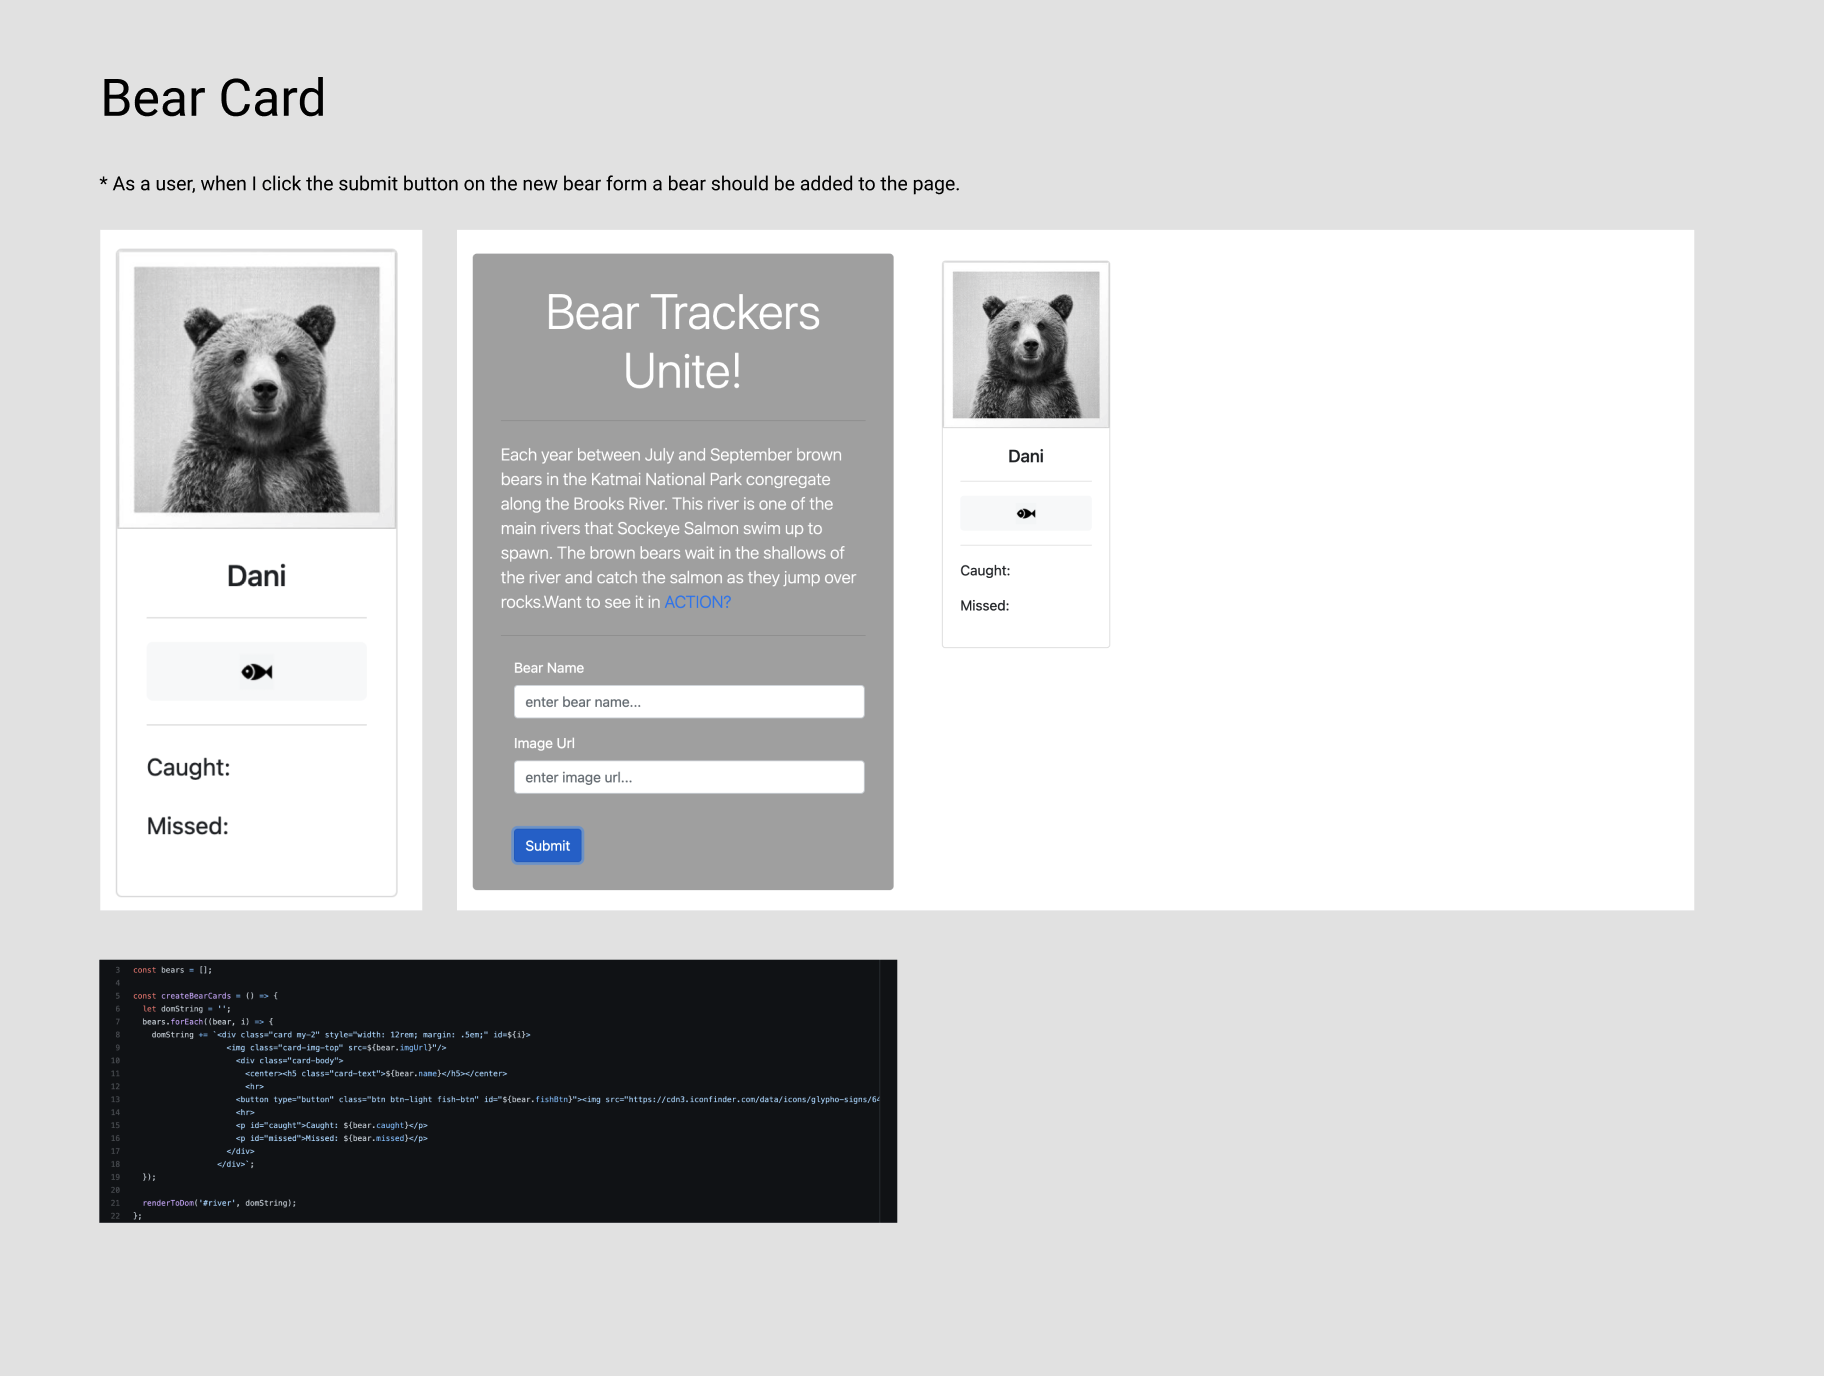 Bear Card
* As a user, when I click the submit button on the new bear form a bear should be added to the page.
Dani
Caught:
Missed:
Bear Trackers
Unite!
Each year between July and September brown
bears in the Katmai National Park congregate
along the Brooks River. This river is one of the
main rivers that Sockeye Salmon swim up to
spawn. The brown bears wait in the shallows of
the river and catch the salmon as they jump over
rocks.Want to see it in ACTION?
Bear Name
enter bear name...
Image Url
enter image url...
Submit
Dani
Caught:
Missed:
3 const bears = [];
4
5 const createBearCards = () => {
6 let domString = '';
7 bears.forEach((bear, i) => {
8 domString += `<div class="card my-2" style="width: 12rem; margin: .5em;" id=${i}>
9 <img class="card-img-top" src=${bear.imgUrl}"/>
10 <div class="card-body">
11 <center><h5 class="card-text">${bear.name}</h5></center>
12 <hr>
13 <button type="button" class="btn btn-light fish-btn" id="${bear.fishBtn}"><img src="https://cdn3.iconfinder.com/data/icons/glypho-signs/64
14 <hr>
15 <p id="caught">Caught: ${bear.caught}</p>
16 <p id="missed">Missed: ${bear.missed}</p>
17 </div>
18 </div>`;
19 });
20
21 renderToDom('#river', domString);
22 };